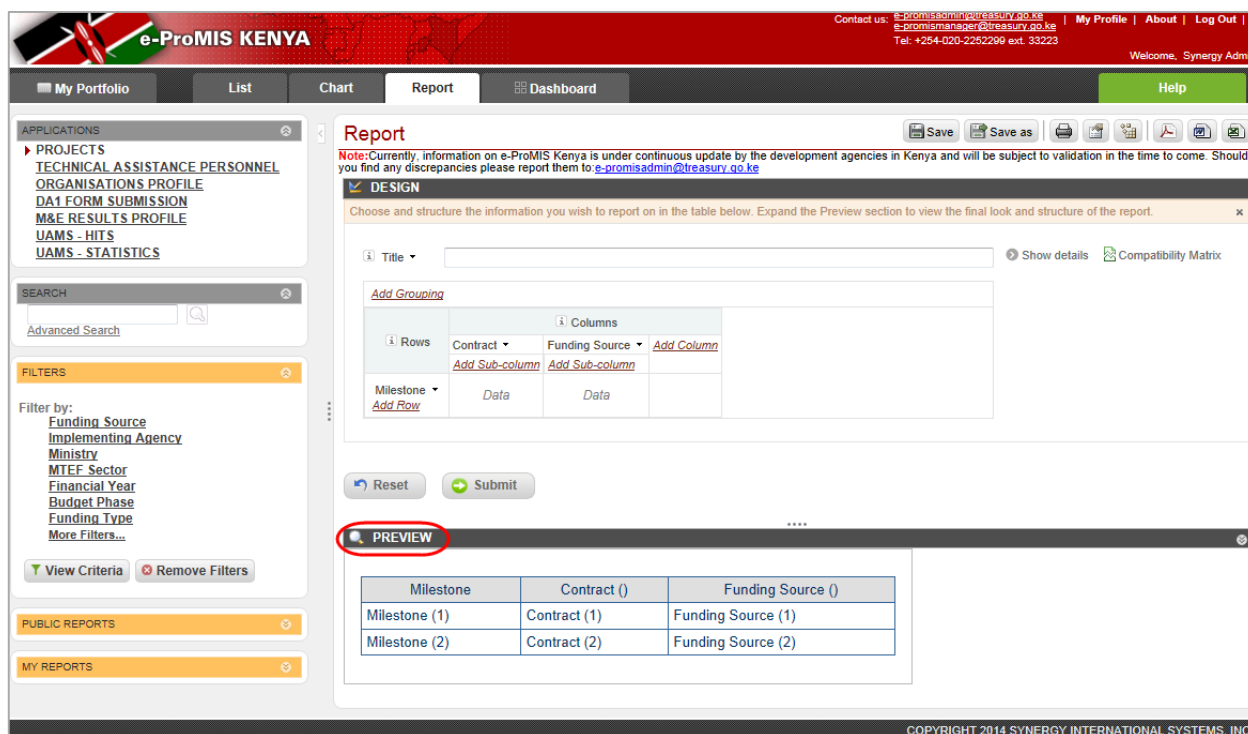 e-ProMIS KENYA
Contact us: e-promisadmin@treasury.go.ke
e-promismanager@treasury.go.ke
Tel: +254-020-2252299 ext. 33223
| My Profile | About | Log Out |
Welcome, Synergy Adm
My Portfolio List Chart Report Dashboard Help
APPLICATIONS
PROJECTS
TECHNICAL ASSISTANCE PERSONNEL
ORGANISATIONS PROFILE
DA1 FORM SUBMISSION
M&E RESULTS PROFILE
UAMS - HITS
UAMS - STATISTICS
SEARCH
Advanced Search
FILTERS
Filter by:
Funding Source
Implementing Agency
Ministry
MTEF Sector
Financial Year
Budget Phase
Funding Type
More Filters...
View Criteria Remove Filters
PUBLIC REPORTS
MY REPORTS
Report
Save Save as
Note:Currently, information on e-ProMIS Kenya is under continuous update by the development agencies in Kenya and will be subject to validation in the time to come. Should
you find any discrepancies please report them to:e-promisadmin@treasury.go.ke
DESIGN
Choose and structure the information you wish to report on in the table below. Expand the Preview section to view the final look and structure of the report. x
i Title Show details Compatibility Matrix
Add Grouping
i Rows
i Columns
Contract Funding Source Add Column
Add Sub-column Add Sub-column
Milestone Data Data
Add Row
Reset Submit
PREVIEW
Milestone Contract () Funding Source ()
Milestone (1) Contract (1) Funding Source (1)
Milestone (2) Contract (2) Funding Source (2)
COPYRIGHT 2014 SYNERGY INTERNATIONAL SYSTEMS, INC